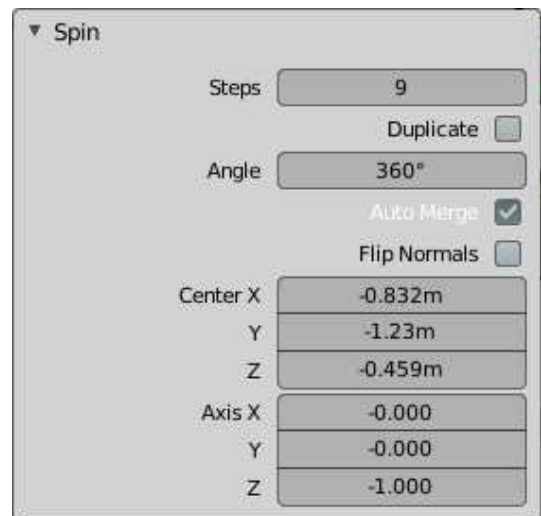 Spin
Steps 9
Duplicate
Angle 360°
Auto Merge
Flip Normals
Center X -0.832m
Y -1.23m
Z -0.459m
Axis X -0.000
Y -0.000
Z -1.000